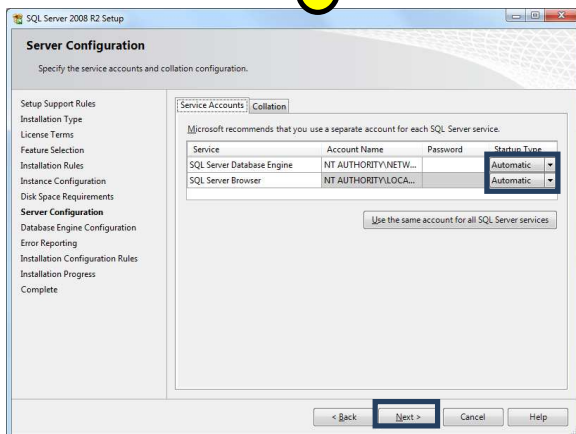 SQL Server 2008 R2 Setup
Server Configuration
Specify the service accounts and collation configuration.
Setup Support Rules
Installation Type
License Terms
Feature Selection
Installation Rules
Instance Configuration
Disk Space Requirements
Server Configuration
Database Engine Configuration
Error Reporting
Installation Configuration Rules
Installation Progress
Complete
Service Accounts Collation
Microsoft recommends that you use a separate account for each SQL Server service.
Service Account Name Password Startup Type
SQL Server Database Engine NT AUTHORITY\NETW... Automatic
SQL Server Browser NT AUTHORITY\LOCA... Automatic
Use the same account for all SQL Server services
< Back Next > Cancel Help